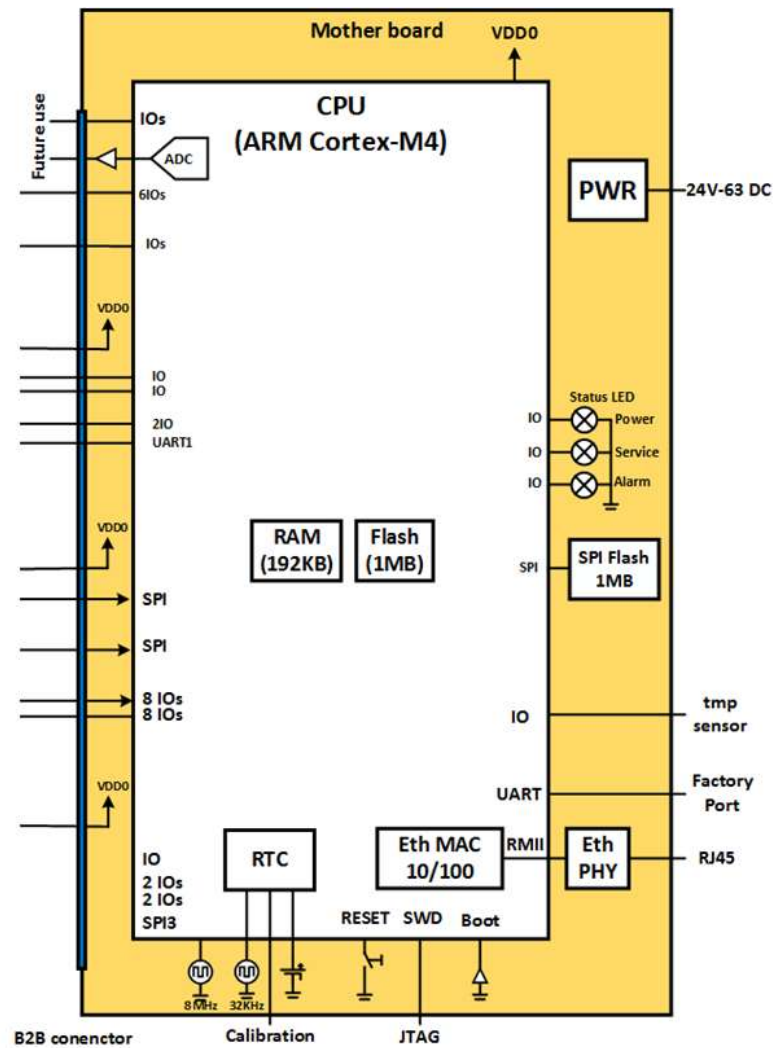 Mother board
VDD0
CPU
(ARM Cortex-M4)
Future use
IOs
ADC
6IOs
IOs
PWR
24V-63 DC
VDD0
IO
IO
2IO
UART1
Status LED
IO
Power
IO
Service
IO
Alarm
VDD0
RAM
(192KB)
Flash
(1MB)
SPI
SPI Flash
1MB
SPI
SPI
8 IOs
8 IOs
IO
tmp
sensor
VDD0
UART
Factory
Port
IO
2 IOs
2 IOs
SPI3
RTC
Eth MAC
10/100
RMII
Eth
PHY
RJ45
RESET
SWD
Boot
8 MHz
32KHz
B2B conenctor
Calibration
JTAG